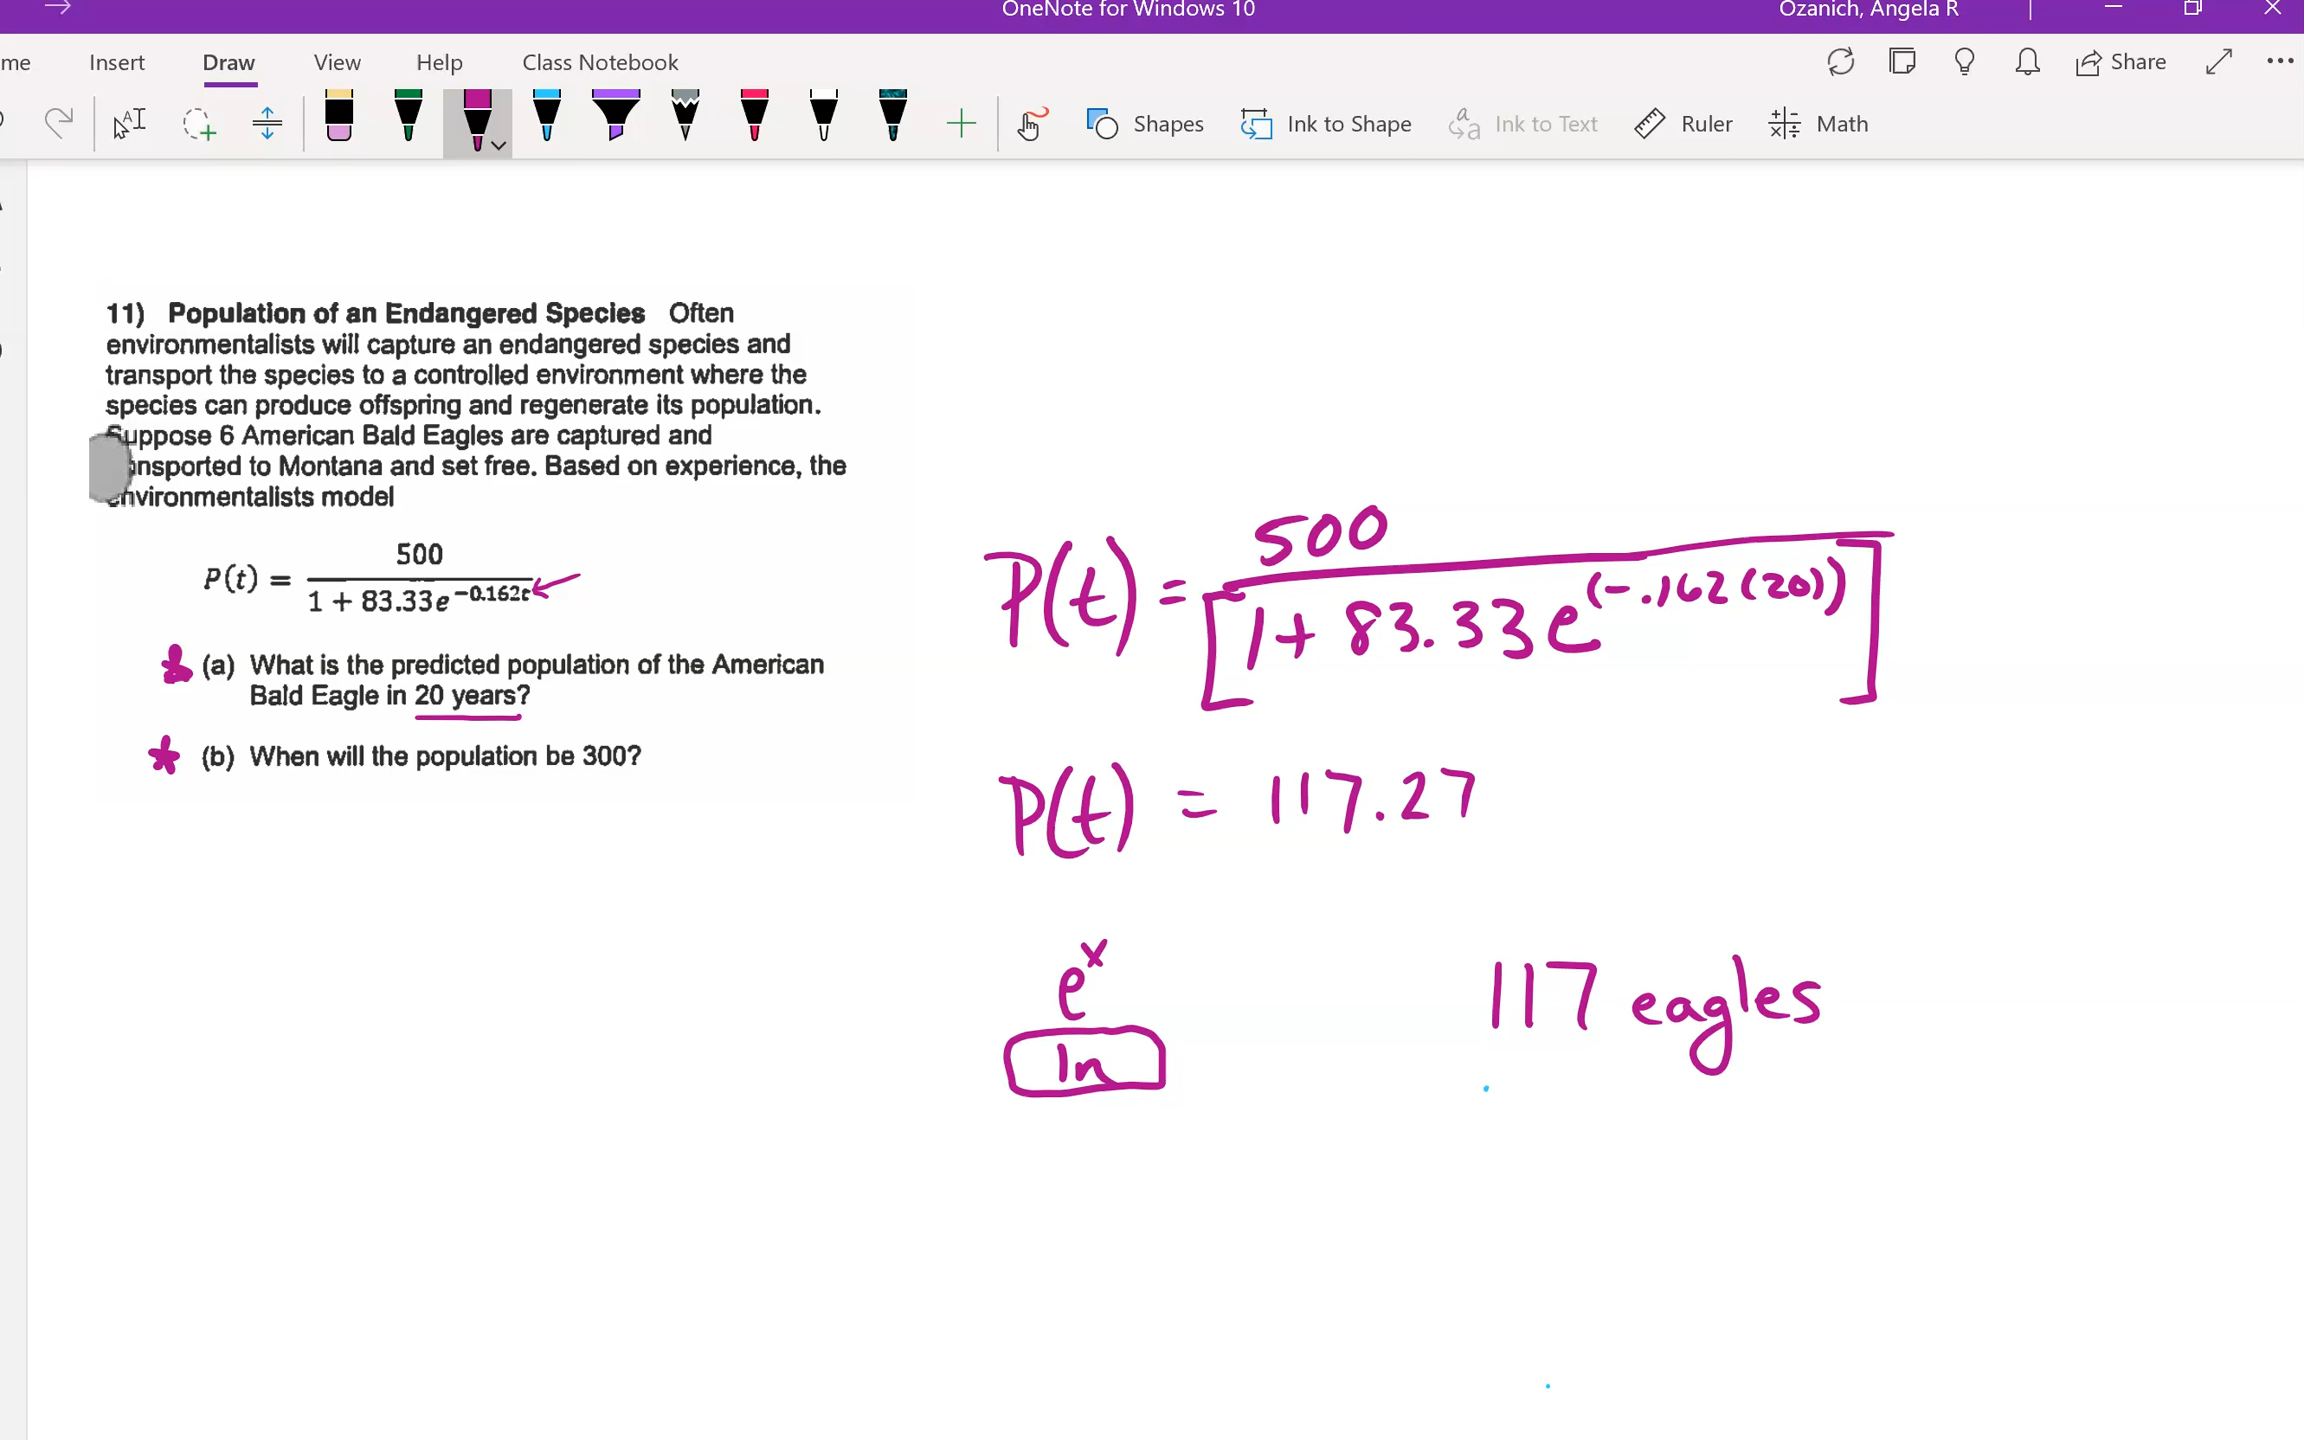 OneNote for Windows 10
Ozanich, Angela R
me Insert Draw View Help Class Notebook Share
Shapes Ink to Shape Ink to Text Ruler Math
11) Population of an Endangered Species Often
environmentalists will capture an endangered species and
transport the species to a controlled environment where the
species can produce offspring and regenerate its population.
Suppose 6 American Bald Eagles are captured and
ansported to Montana and set free. Based on experience, the
environmentalists model
P(t) = 500 / 1 + 83.33e^-0.162t
(a) What is the predicted population of the American
Bald Eagle in 20 years?
(b) When will the population be 300?
P(t) = 500 / [1 + 83.33e^(-.162(20))]
P(t) = 117.27
e^x
ln
117 eagles